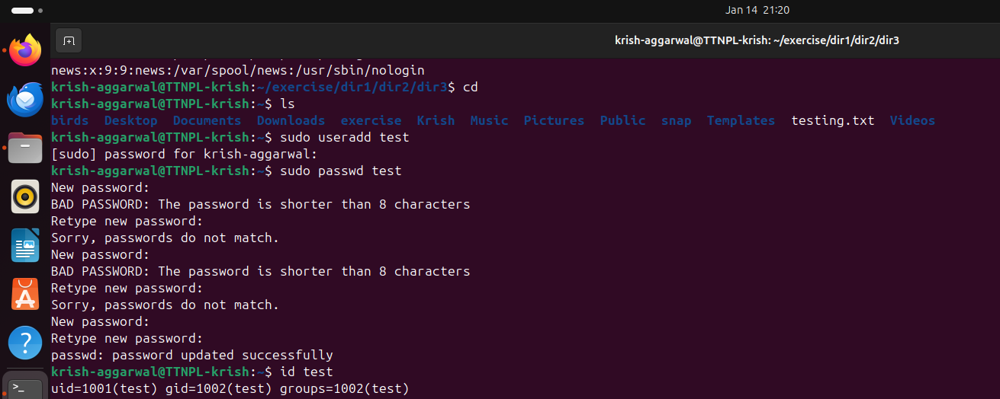 Jan 14 21:20
krish-aggarwal@TTNPL-krish: ~/exercise/dir1/dir2/dir3
news:x:9:9:news:/var/spool/news:/usr/sbin/nologin
krish-aggarwal@TTNPL-krish:~/exercise/dir1/dir2/dir3$ cd
krish-aggarwal@TTNPL-krish:~$ ls
birds Desktop Documents Downloads exercise Krish Music Pictures Public snap Templates testing.txt Videos
krish-aggarwal@TTNPL-krish:~$ sudo useradd test
[sudo] password for krish-aggarwal:
krish-aggarwal@TTNPL-krish:~$ sudo passwd test
New password:
BAD PASSWORD: The password is shorter than 8 characters
Retype new password:
Sorry, passwords do not match.
New password:
BAD PASSWORD: The password is shorter than 8 characters
Retype new password:
Sorry, passwords do not match.
New password:
Retype new password:
passwd: password updated successfully
krish-aggarwal@TTNPL-krish:~$ id test
uid=1001(test) gid=1002(test) groups=1002(test)